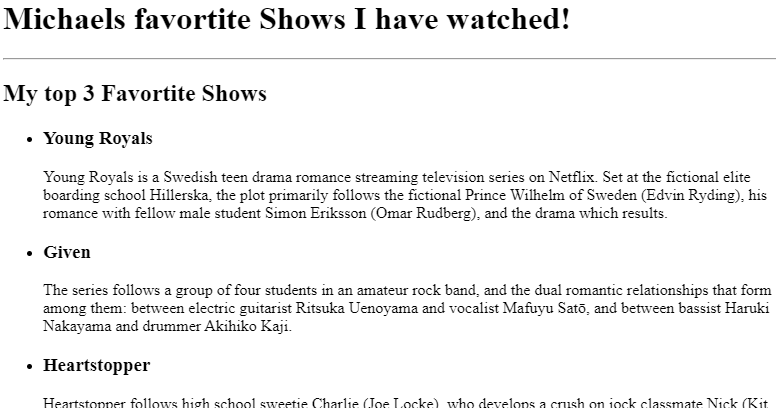 Michaels favortite Shows I have watched!
My top 3 Favortite Shows
Young Royals
Young Royals is a Swedish teen drama romance streaming television series on Netflix. Set at the fictional elite
boarding school Hillerska, the plot primarily follows the fictional Prince Wilhelm of Sweden (Edvin Ryding), his
romance with fellow male student Simon Eriksson (Omar Rudberg), and the drama which results.
Given
The series follows a group of four students in an amateur rock band, and the dual romantic relationships that form
among them: between electric guitarist Ritsuka Uenoyama and vocalist Mafuyu Satō, and between bassist Haruki
Nakayama and drummer Akihiko Kaji.
Heartstopper
Heartstopper follows high school sweetie Charlie (Joe Locke), who develops a crush on jock classmate Nick (Kit